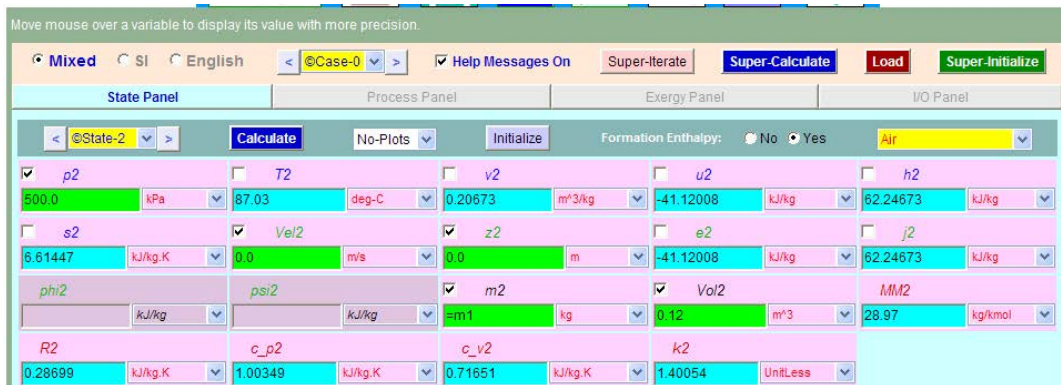 Move mouse over a variable to display its value with more precision.
Mixed SI English < ©Case-0 > Help Messages On Super-Iterate Super-Calculate Load Super-Initialize
State Panel Process Panel Exergy Panel I/O Panel
< ©State-2 > Calculate No-Plots Initialize Formation Enthalpy: No Yes Air
p2 T2 v2 u2 h2
500.0 kPa 87.03 deg-C 0.20673 m^3/kg -41.12008 kJ/kg 62.24673 kJ/kg
s2 Vel2 z2 e2 j2
6.61447 kJ/kg.K 0.0 m/s 0.0 m -41.12008 kJ/kg 62.24673 kJ/kg
phi2 psi2 m2 Vol2 MM2
kJ/kg kJ/kg =m1 kg 0.12 m^3 28.97 kg/kmol
R2 c_p2 c_v2 k2
0.28699 kJ/kg.K 1.00349 kJ/kg.K 0.71651 kJ/kg.K 1.40054 UnitLess